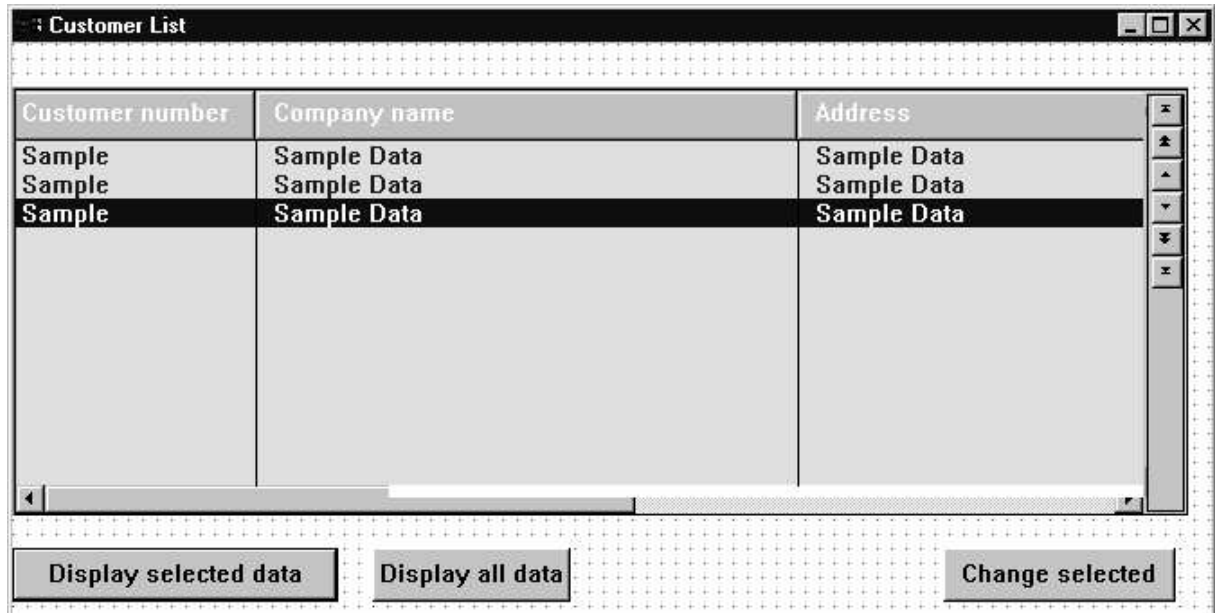 Customer List
Customer number Company name Address
Sample Sample Data Sample Data
Sample Sample Data Sample Data
Sample Sample Data Sample Data
Display selected data Display all data Change selected